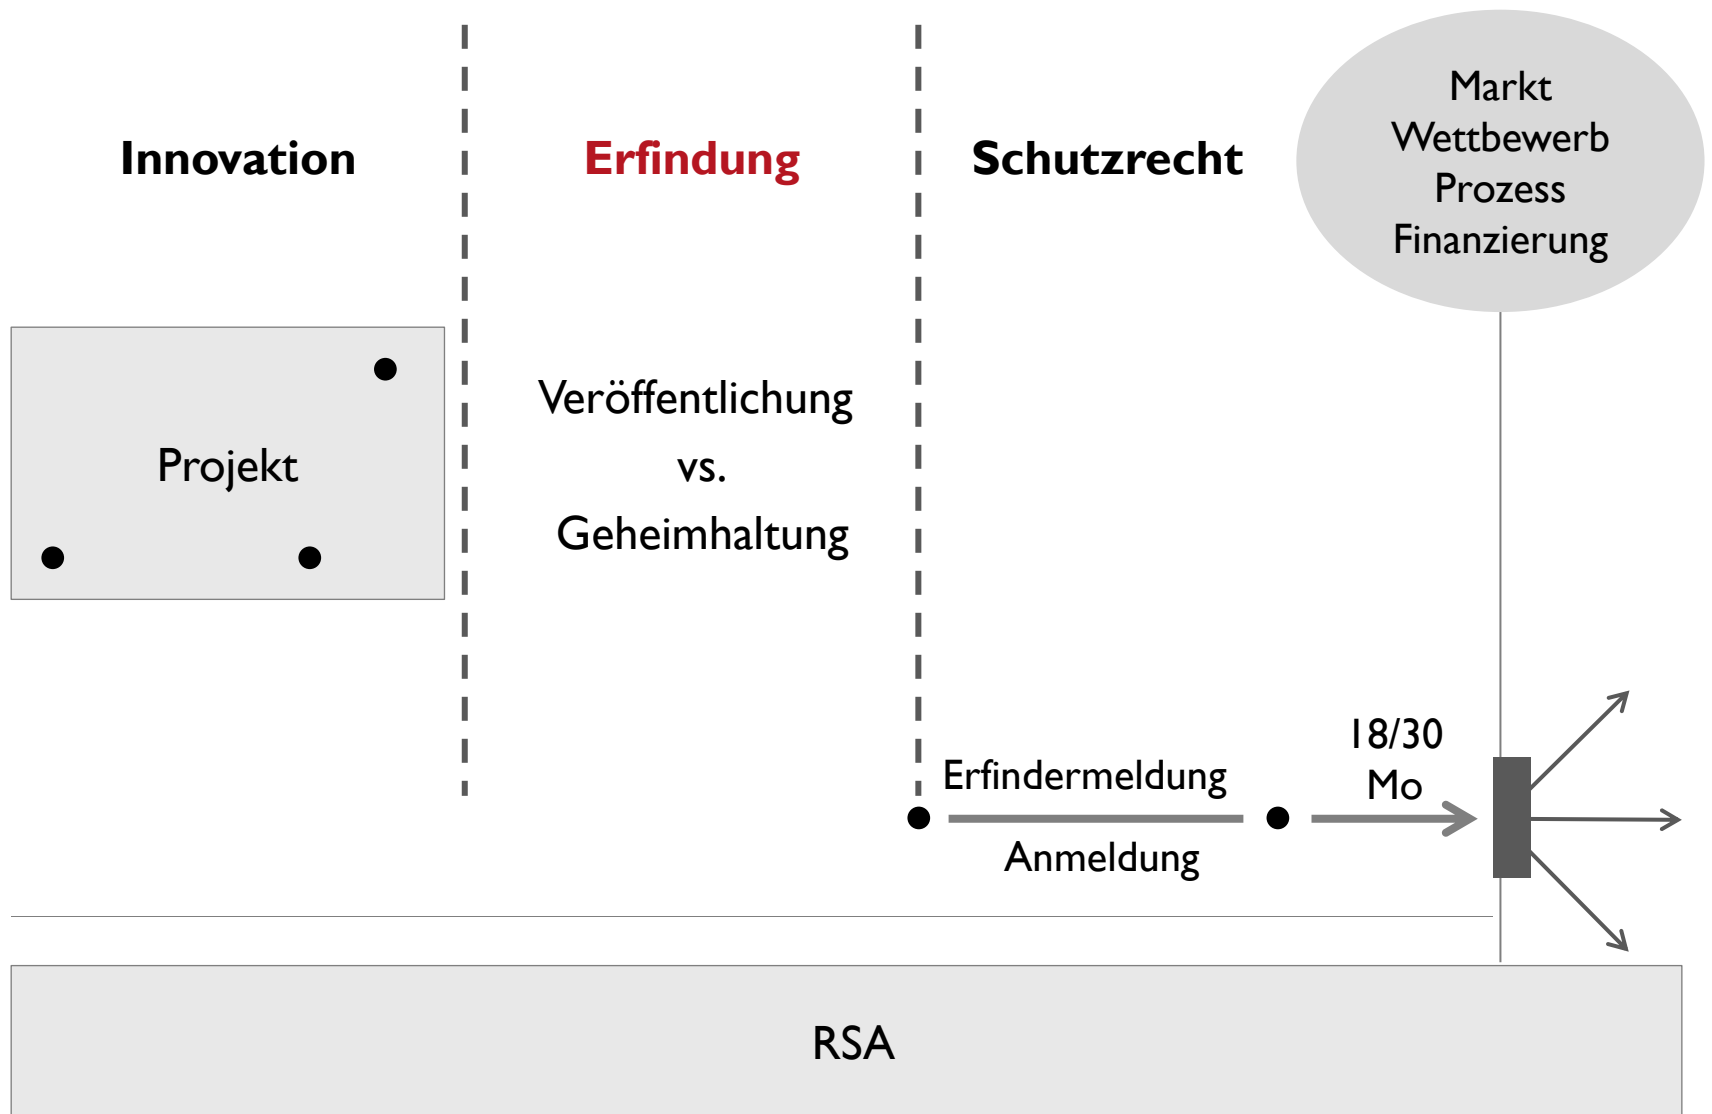 Innovation
Erfindung
Schutzrecht
Markt
Wettbewerb
Prozess
Finanzierung
Projekt
Veröffentlichung
vs.
Geheimhaltung
Erfindermeldung
Anmeldung
18/30
Mo
RSA